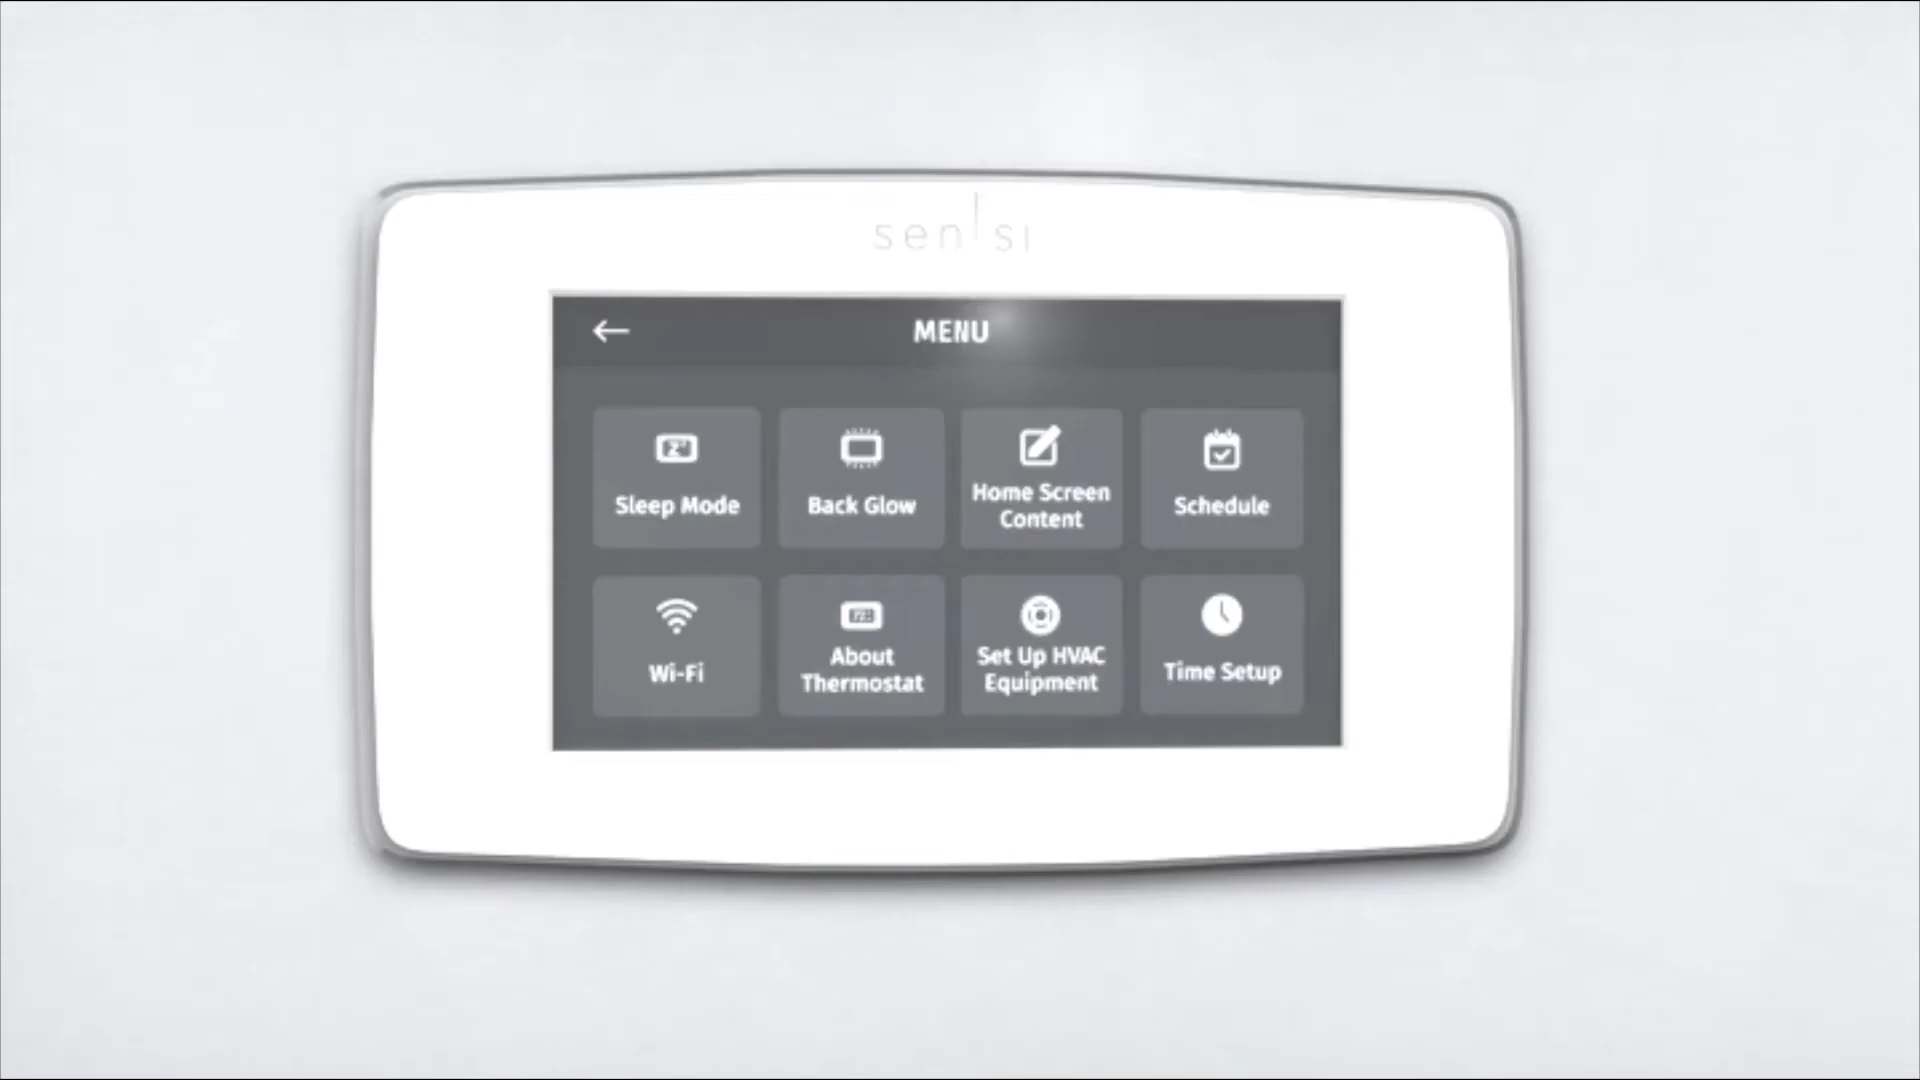 sensi
MENU
Sleep Mode
Back Glow
Home Screen
Content
Schedule
Wi-Fi
About
Thermostat
Set Up HVAC
Equipment
Time Setup